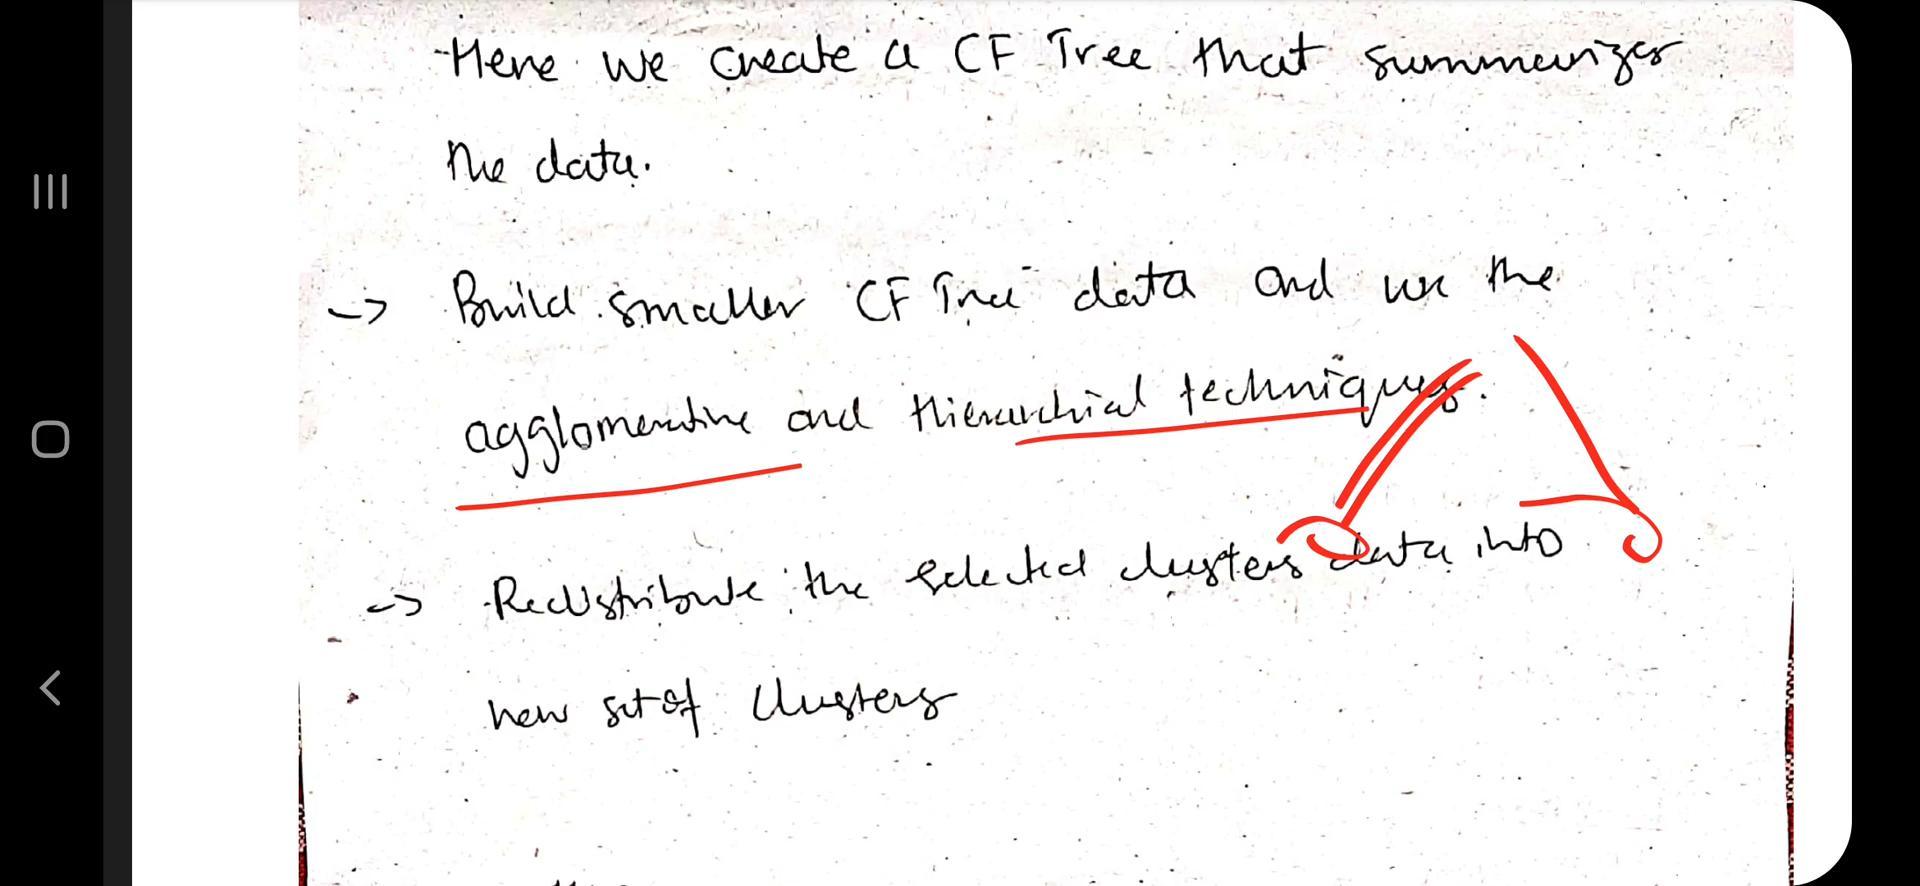 -Here we create a CF Tree that summarizes
the data.
-> Build smaller CF Tree data and use the
agglomerative and Hierarchial techniques.
-> Redistribute the selected clusters data into
new set of Clusters